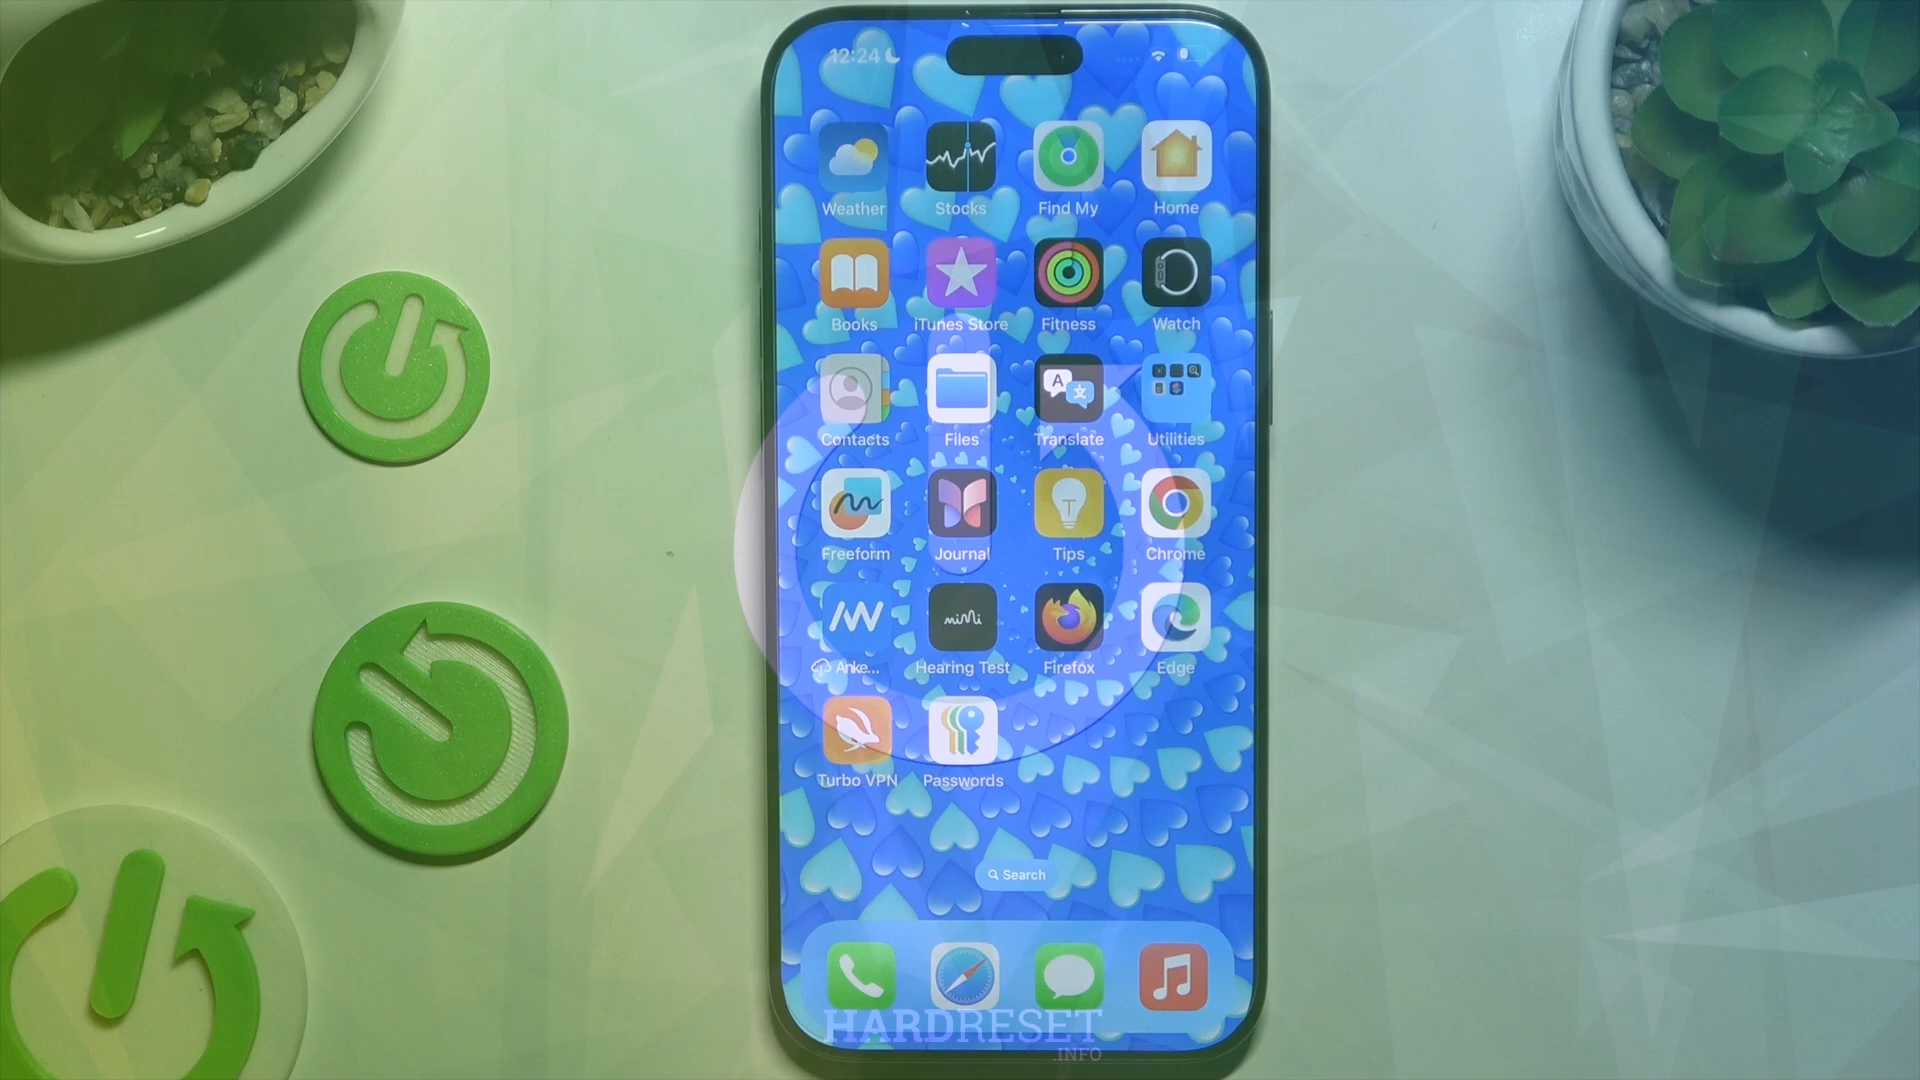 12:24
Weather Stocks Find My Home
Books iTunes Store Fitness Watch
Contacts Files Translate Utilities
Freeform Journal Tips Chrome
miMi
Anke... Hearing Test Firefox Edge
Turbo VPN Passwords
Search
HARDRESET
.INFO